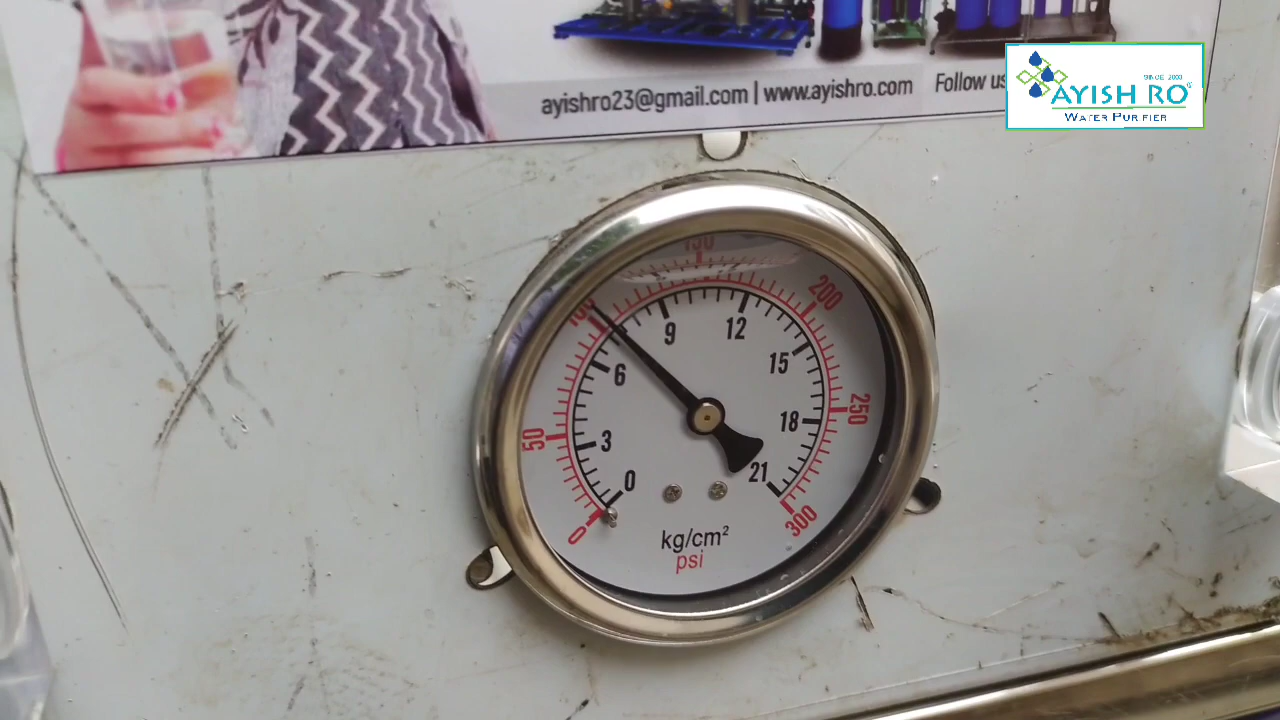 ayishro23@gmail.com | www.ayishro.com Follow us
SINCE 2003
AYISH RO
WATER PURIFIER
150
100
200
9
12
6
15
50
3
18
250
0
21
0
300
kg/cm²
psi